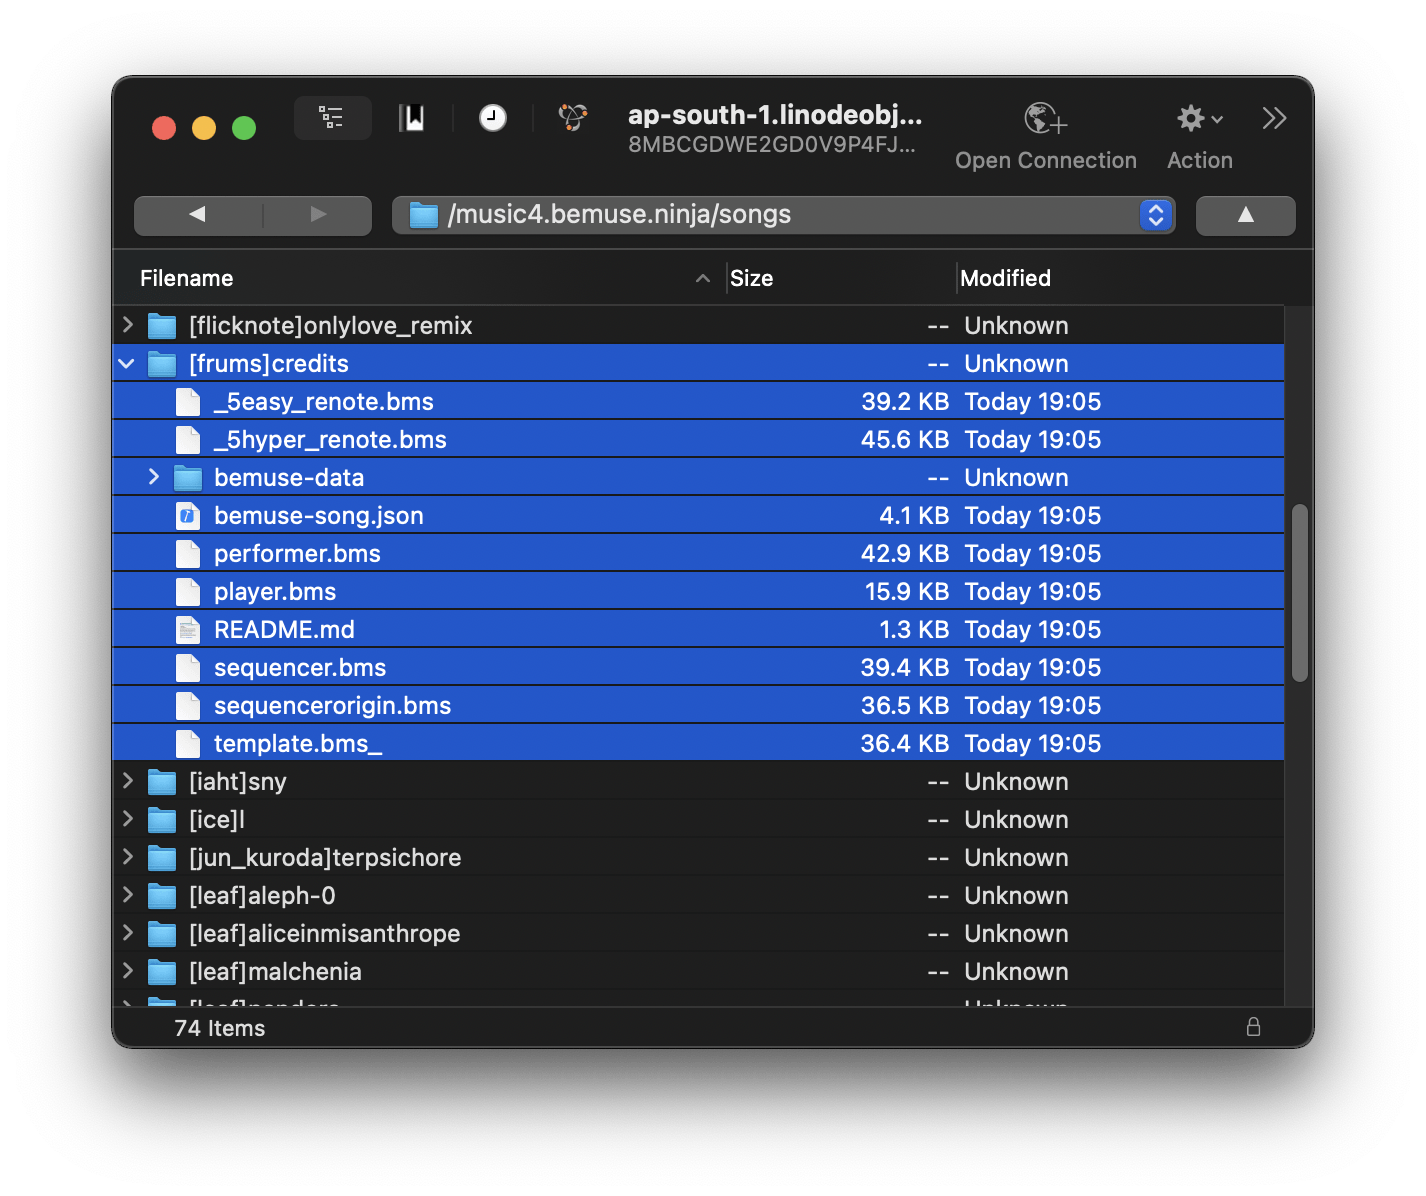 ap-south-1.linodeobj...
8MBCGDWE2GD0V9P4FJ...
Open Connection
Action
/music4.bemuse.ninja/songs
Filename Size Modified
[flicknote]onlylove_remix -- Unknown
[frums]credits -- Unknown
_5easy_renote.bms 39.2 KB Today 19:05
_5hyper_renote.bms 45.6 KB Today 19:05
bemuse-data -- Unknown
bemuse-song.json 4.1 KB Today 19:05
performer.bms 42.9 KB Today 19:05
player.bms 15.9 KB Today 19:05
README.md 1.3 KB Today 19:05
sequencer.bms 39.4 KB Today 19:05
sequencerorigin.bms 36.5 KB Today 19:05
template.bms_ 36.4 KB Today 19:05
[iaht]sny -- Unknown
[ice]l -- Unknown
[jun_kuroda]terpsichore -- Unknown
[leaf]aleph-0 -- Unknown
[leaf]aliceinmisanthrope -- Unknown
[leaf]malchenia -- Unknown
74 Items